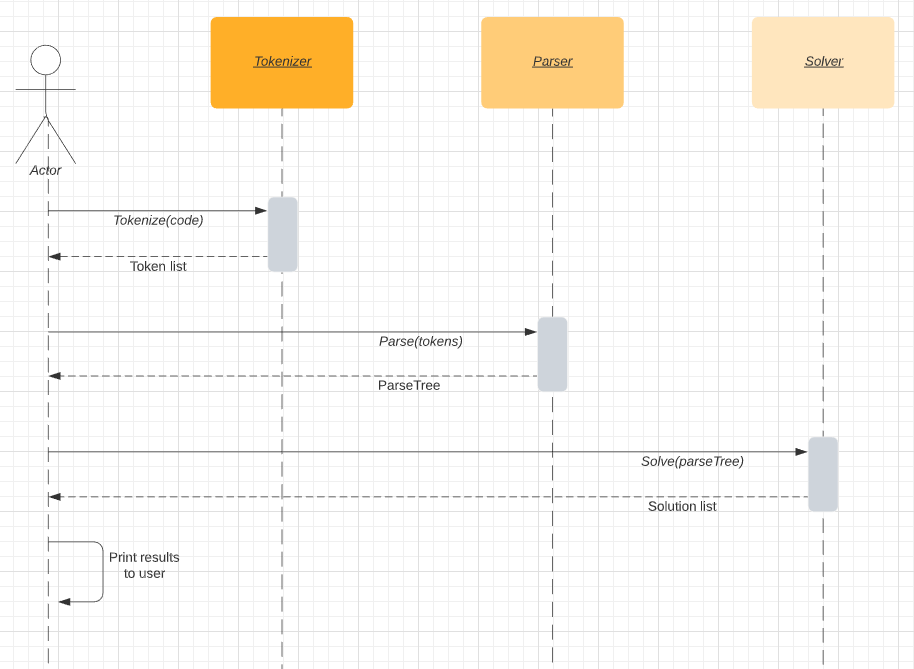 Tokenizer
Parser
Solver
Actor
Tokenize(code)
Token list
Parse(tokens)
ParseTree
Solve(parseTree)
Solution list
Print results
to user